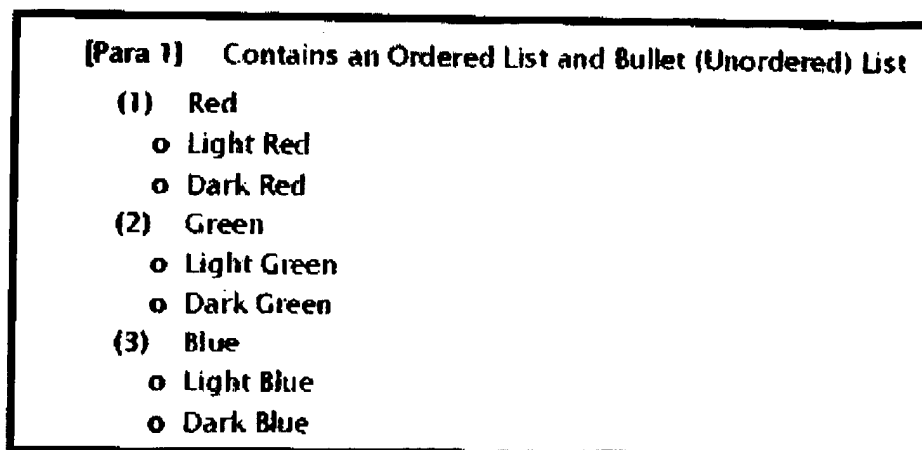 [Para 1] Contains an Ordered List and Bullet (Unordered) List
(1) Red
o Light Red
o Dark Red
(2) Green
o Light Green
o Dark Green
(3) Blue
o Light Blue
o Dark Blue